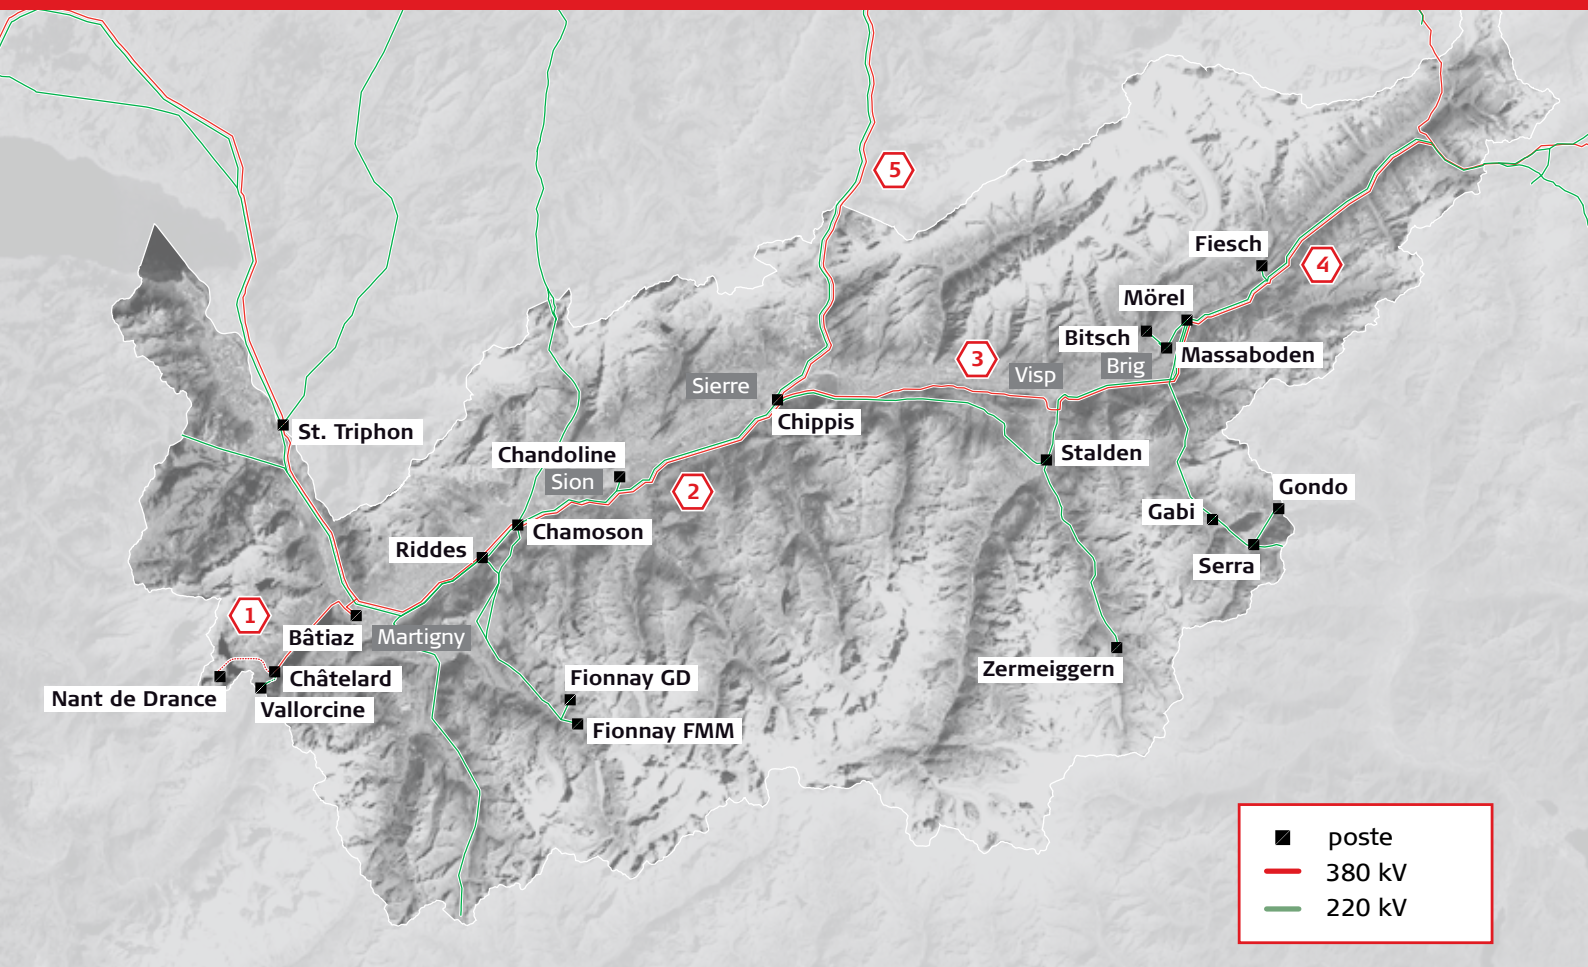 5
Fiesch
4
Mörel
Bitsch
Massaboden
Brig
3
Visp
Sierre
Chippis
St. Triphon
Chandoline
Sion
2
Stalden
Gondo
Gabi
Serra
Chamoson
Riddes
1
Bâtiaz
Martigny
Zermeiggern
Châtelard
Nant de Drance
Vallorcine
Fionnay GD
Fionnay FMM
poste
380 kV
220 kV